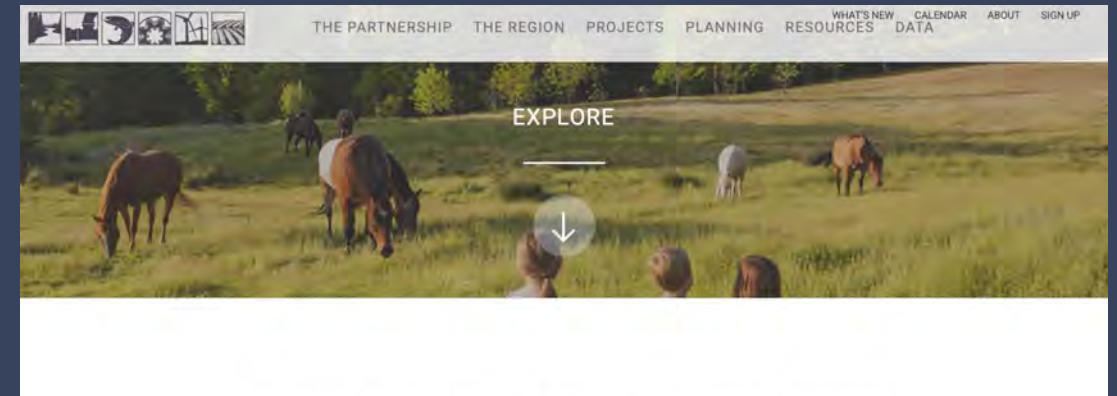 WHAT'S NEW CALENDAR ABOUT SIGN UP
THE PARTNERSHIP THE REGION PROJECTS PLANNING RESOURCES DATA
EXPLORE